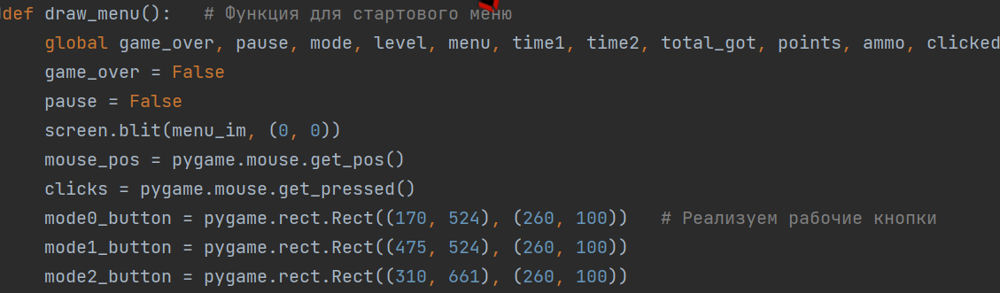 def draw_menu():   # Функция для стартового меню
    global game_over, pause, mode, level, menu, time1, time2, total_got, points, ammo, clicked
    game_over = False
    pause = False
    screen.blit(menu_im, (0, 0))
    mouse_pos = pygame.mouse.get_pos()
    clicks = pygame.mouse.get_pressed()
    mode0_button = pygame.rect.Rect((170, 524), (260, 100))   # Реализуем рабочие кнопки
    mode1_button = pygame.rect.Rect((475, 524), (260, 100))
    mode2_button = pygame.rect.Rect((310, 661), (260, 100))